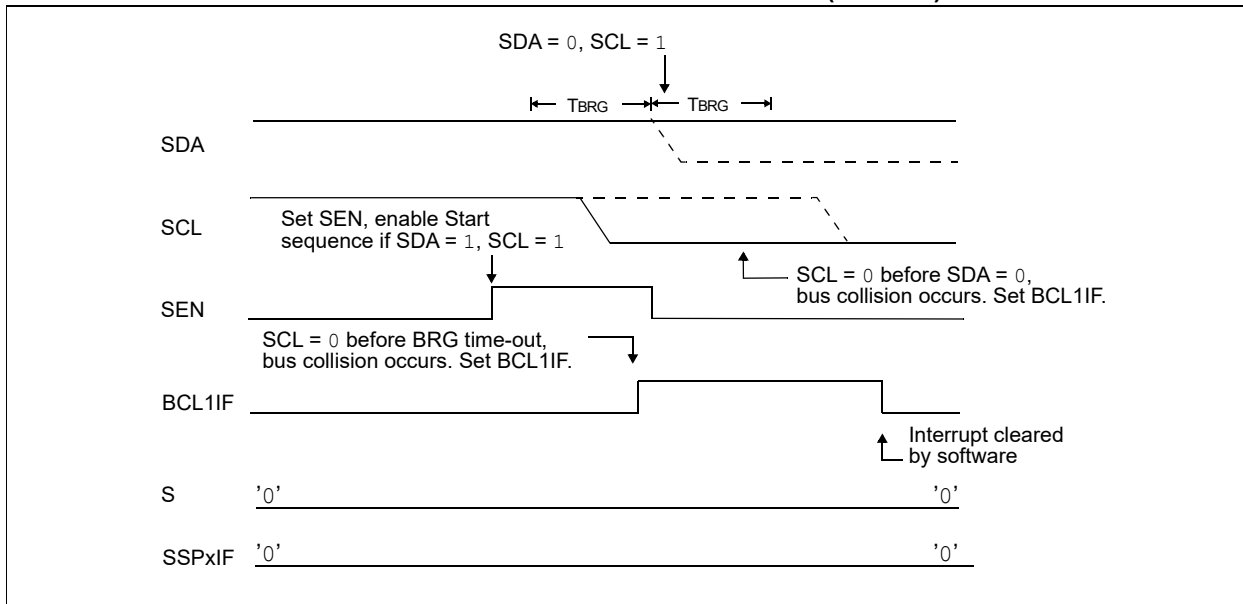 SDA = 0, SCL = 1
TBRG TBRG
SDA
SCL
Set SEN, enable Start
sequence if SDA = 1, SCL = 1
SCL = 0 before SDA = 0,
bus collision occurs. Set BCL1IF.
SEN
SCL = 0 before BRG time-out,
bus collision occurs. Set BCL1IF.
BCL1IF
Interrupt cleared
by software
S '0' '0'
SSPxIF '0' '0'